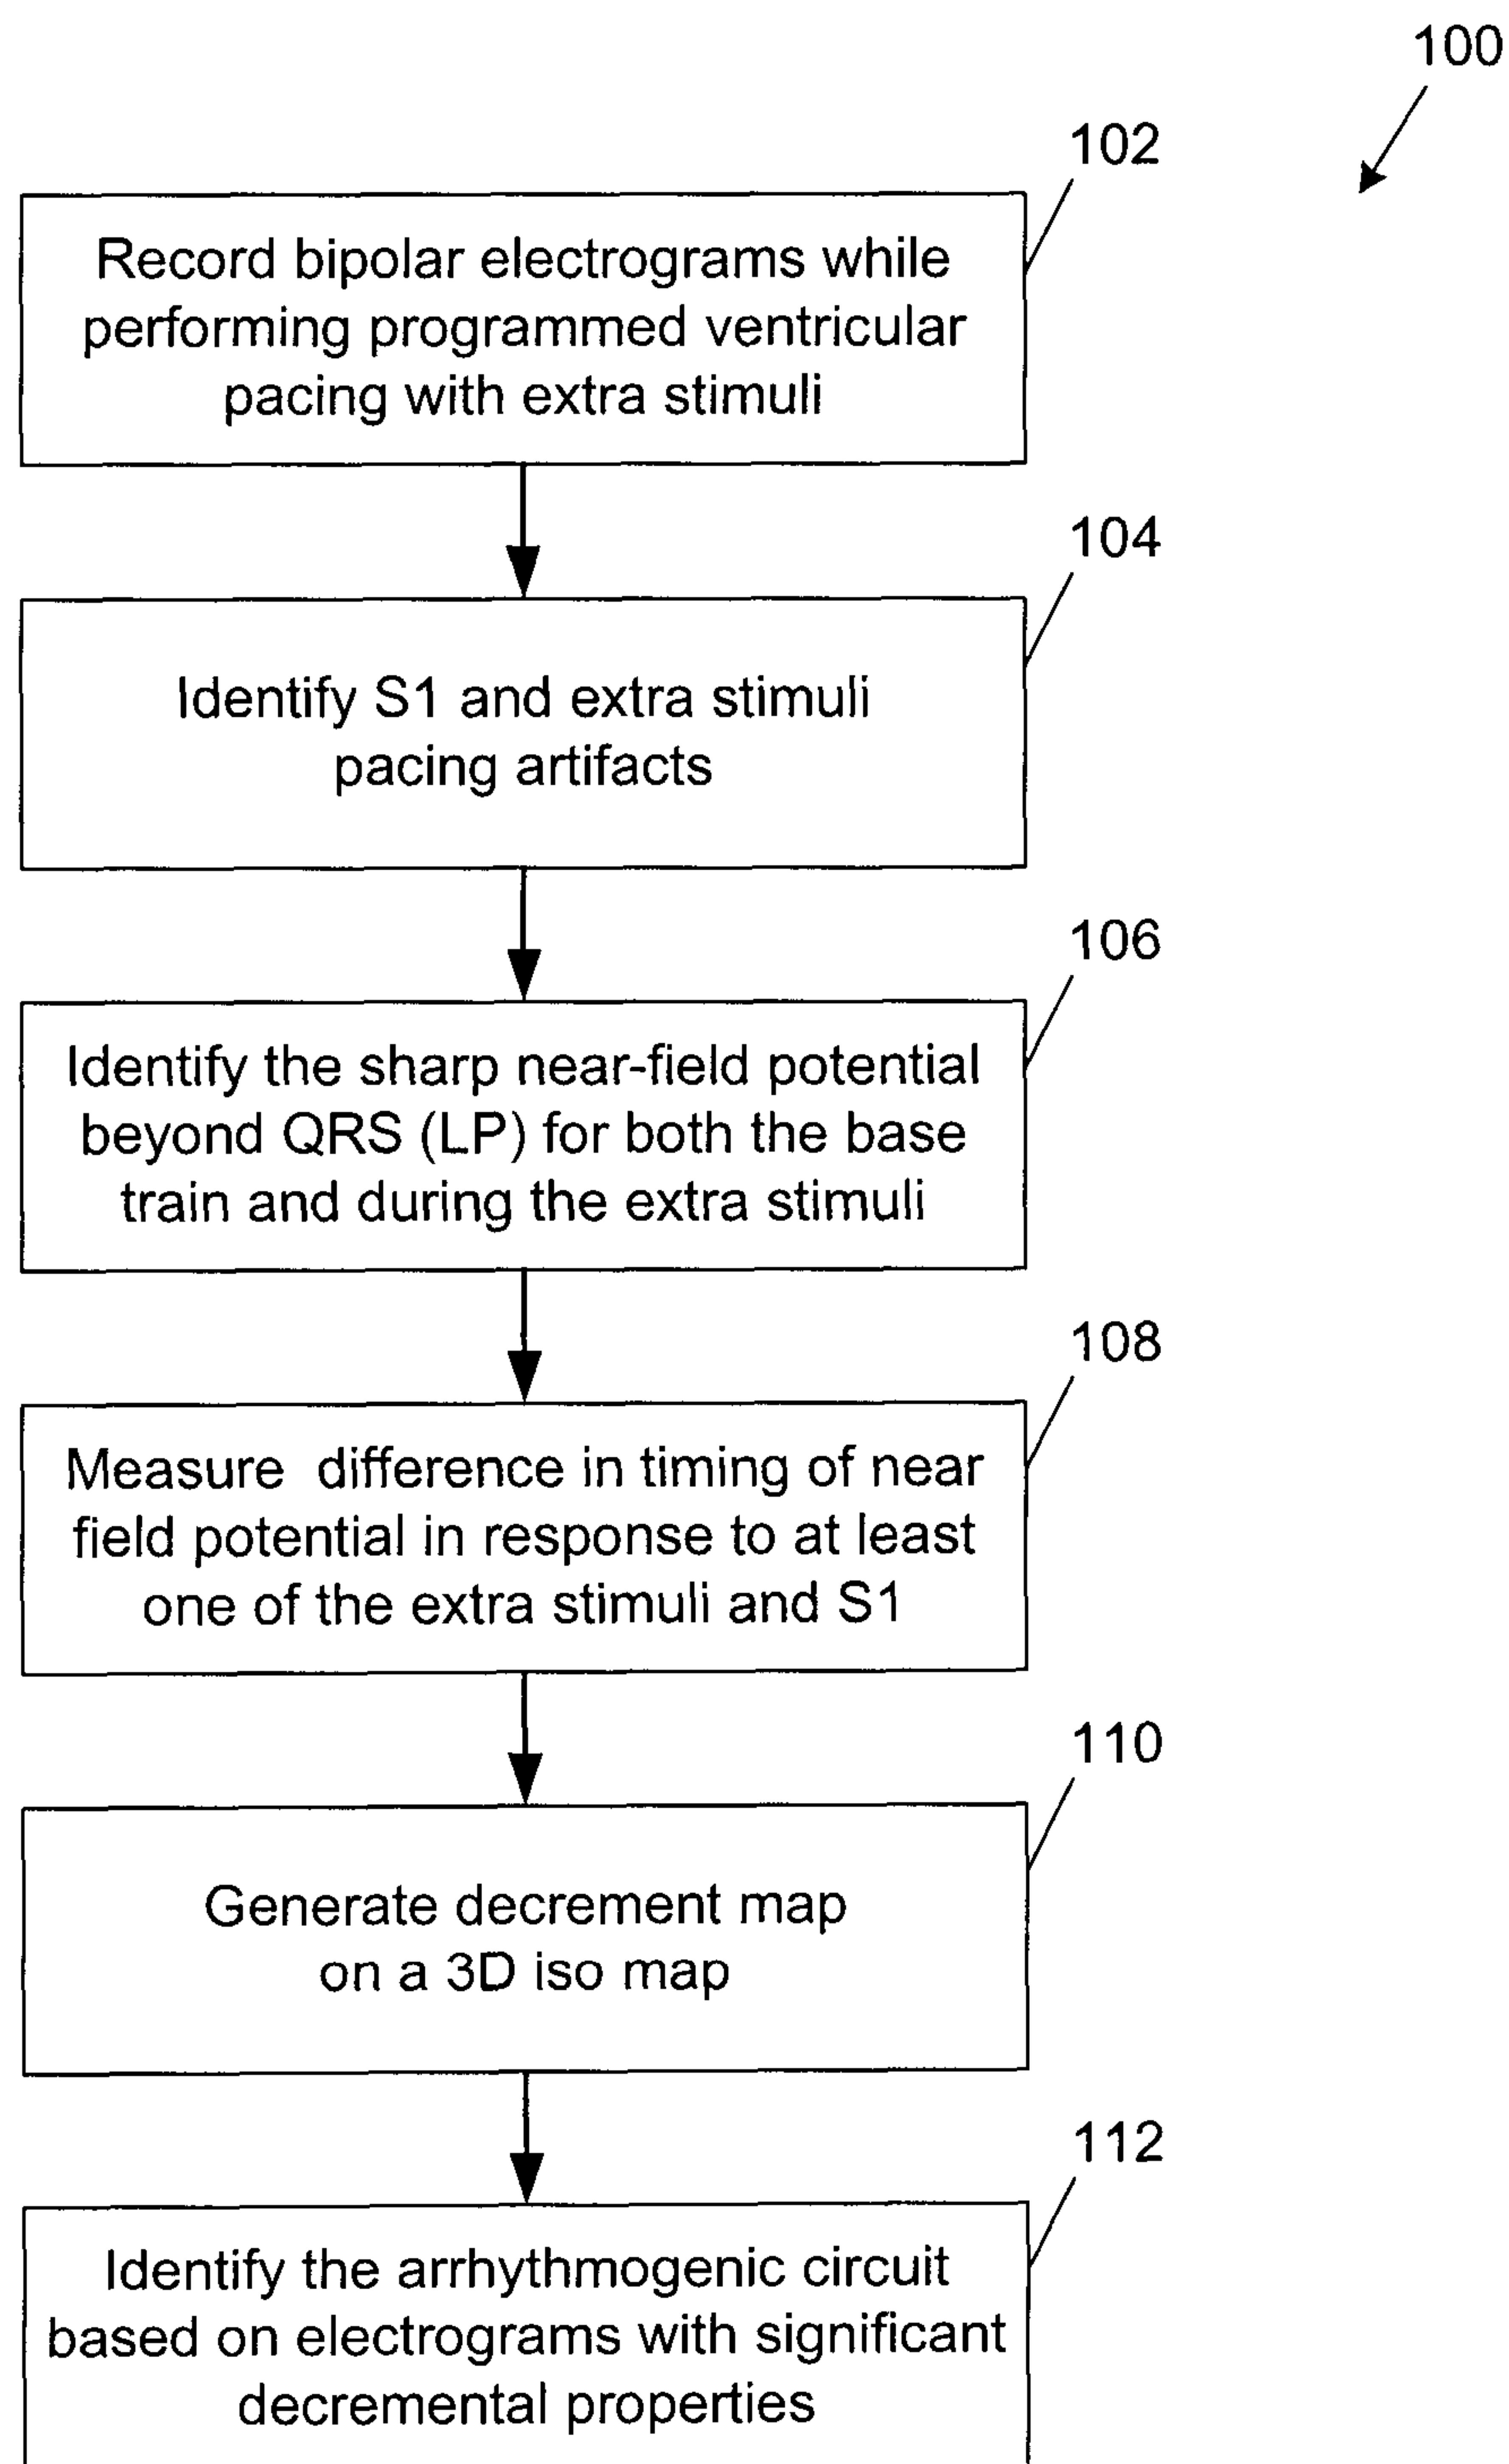 100
102
Record bipolar electrograms while
performing programmed ventricular
pacing with extra stimuli
104
Identify S1 and extra stimuli
pacing artifacts
106
Identify the sharp near-field potential
beyond QRS (LP) for both the base
train and during the extra stimuli
108
Measure difference in timing of near
field potential in response to at least
one of the extra stimuli and S1
110
Generate decrement map
on a 3D iso map
112
Identify the arrhythmogenic circuit
based on electrograms with significant
decremental properties